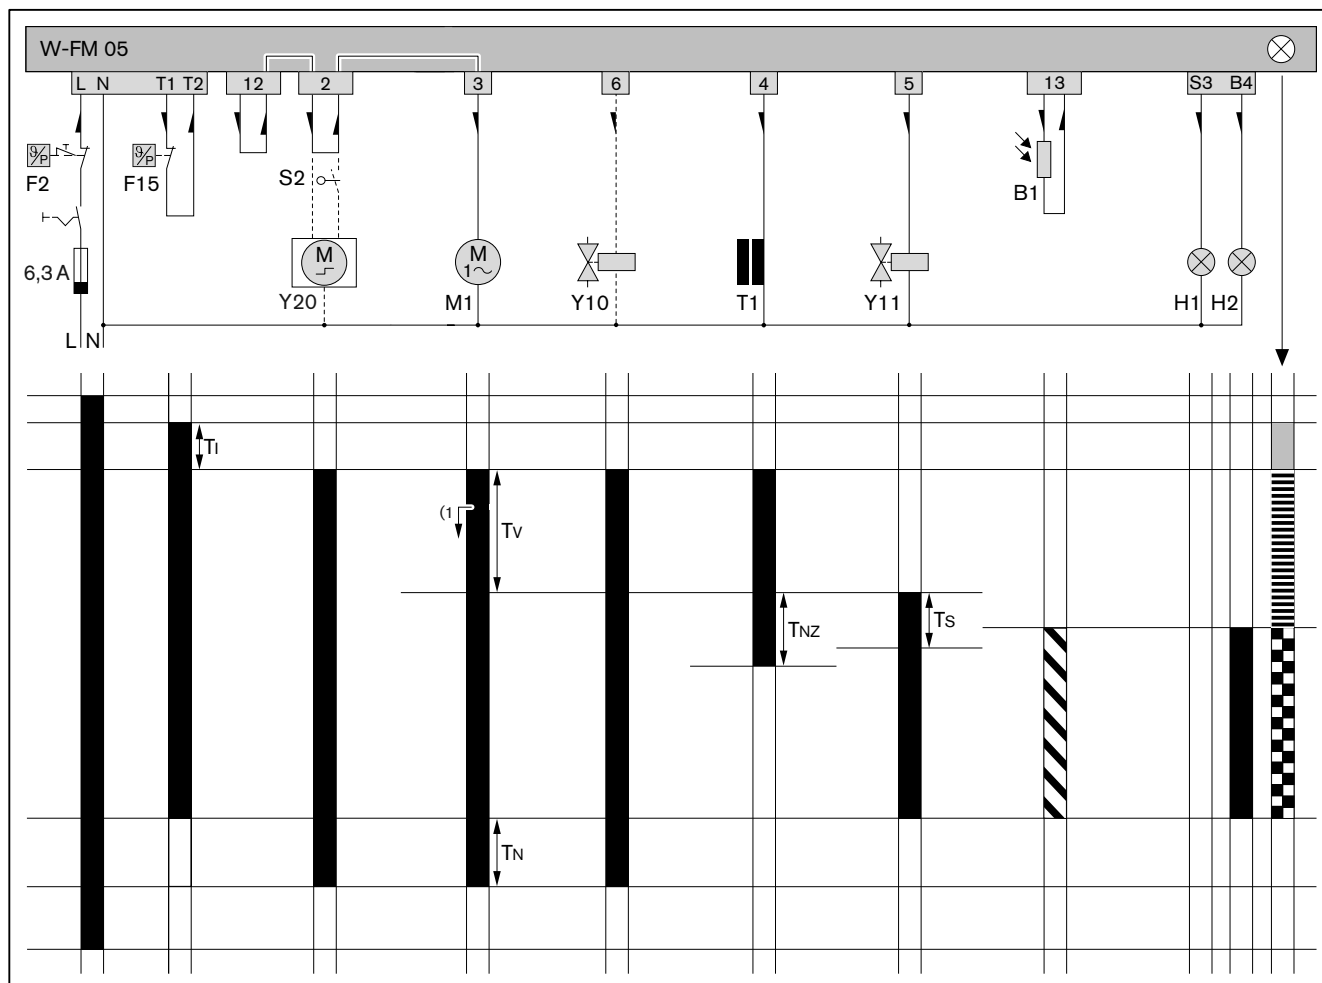 W-FM 05
L N T1 T2 12 2 3 6 4 5 13 S3 B4
ϑ/P ϑ/P
F2 F15 S2 B1
6,3 A
M M
1
Y20 M1 Y10 T1 Y11 H1 H2
L N
TI
(1
TV
TNZ
TS
TN